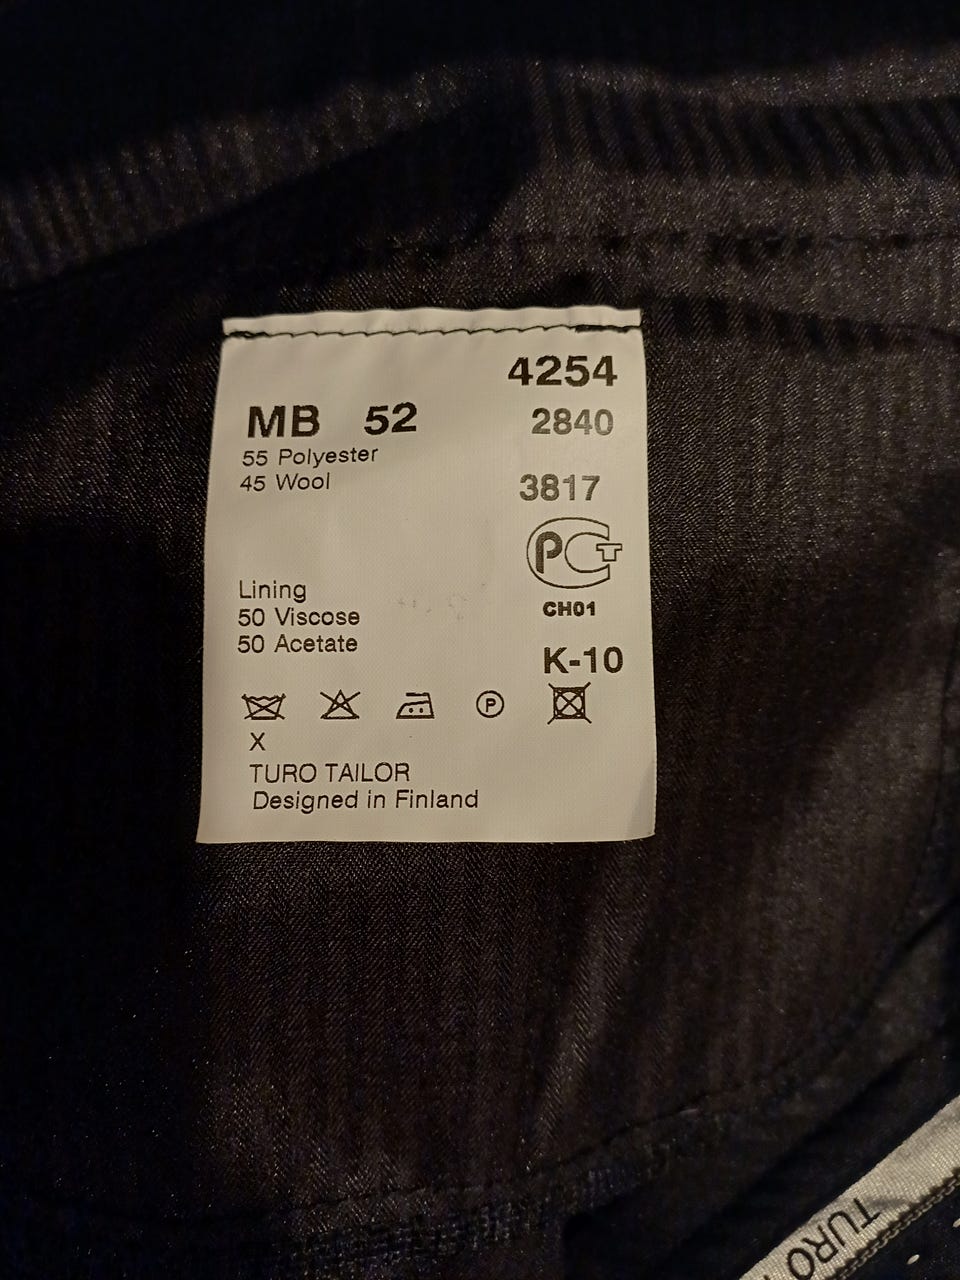 4254
MB 52
2840
55 Polyester
45 Wool
3817
PCT
CH01
Lining
50 Viscose
50 Acetate
K-10
P
X
TURO TAILOR
Designed in Finland
TURO